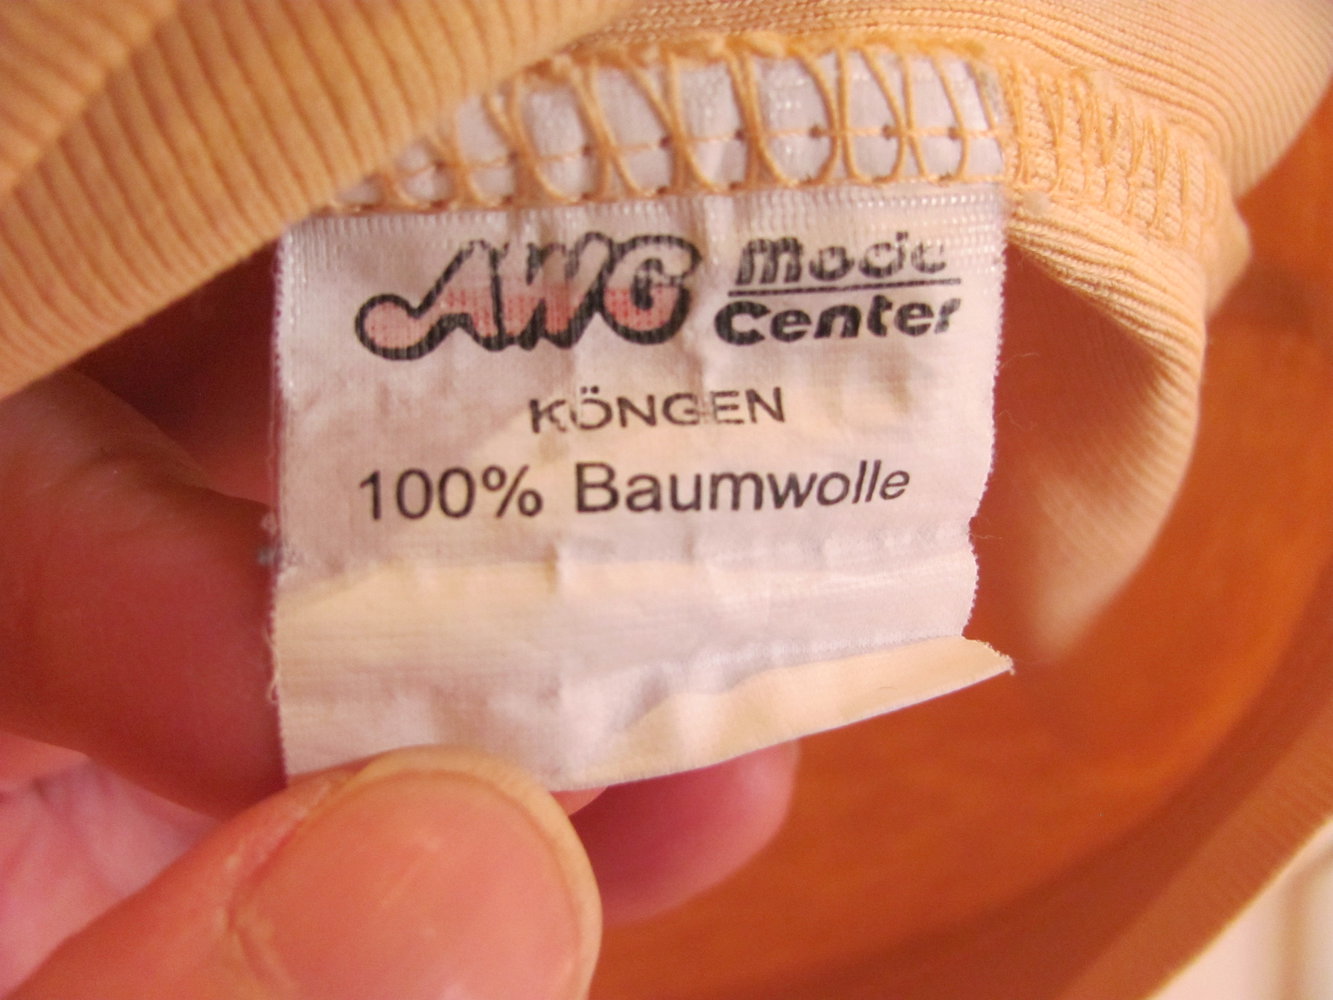 AWG Mode
Center
KÖNGEN
100% Baumwolle